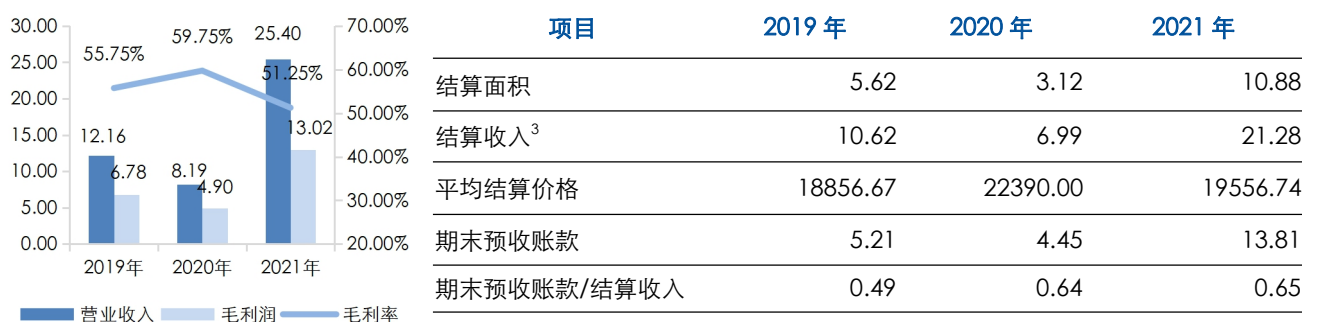 30.00
25.00
20.00
15.00
10.00
5.00
0.00
70.00%
60.00%
50.00%
40.00%
30.00%
20.00%
55.75%
59.75%
51.25%
12.16
6.78
8.19
4.90
25.40
13.02
2019年
2020年
2021年
营业收入 毛利润 毛利率
项目 2019 年 2020 年 2021 年
结算面积 5.62 3.12 10.88
结算收入3 10.62 6.99 21.28
平均结算价格 18856.67 22390.00 19556.74
期末预收账款 5.21 4.45 13.81
期末预收账款/结算收入 0.49 0.64 0.65